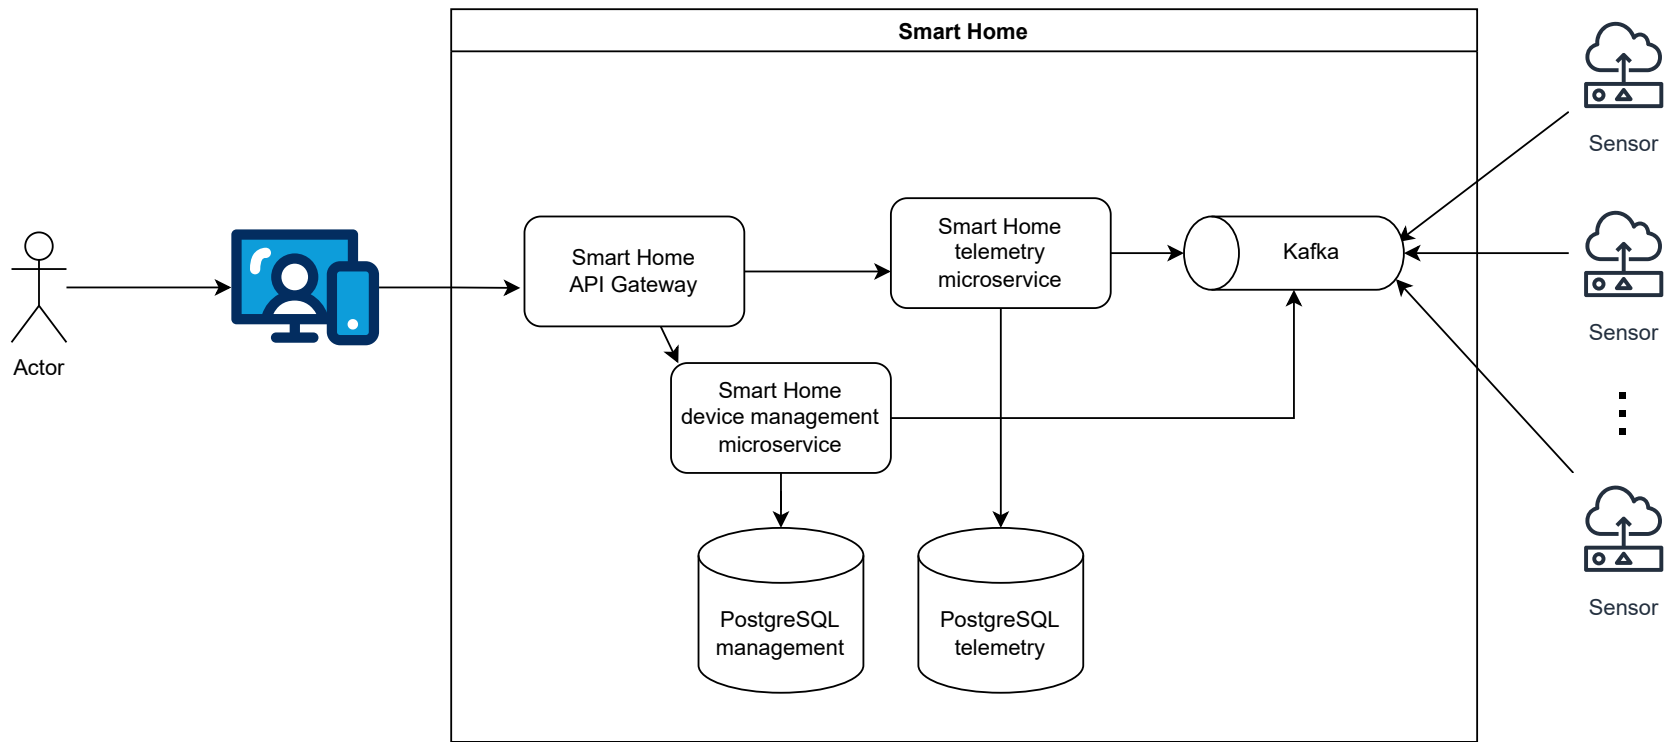 Smart Home
Sensor
Smart Home
API Gateway
Smart Home
telemetry
microservice
Kafka
Sensor
Actor
Smart Home
device management
microservice
PostgreSQL
management
PostgreSQL
telemetry
Sensor